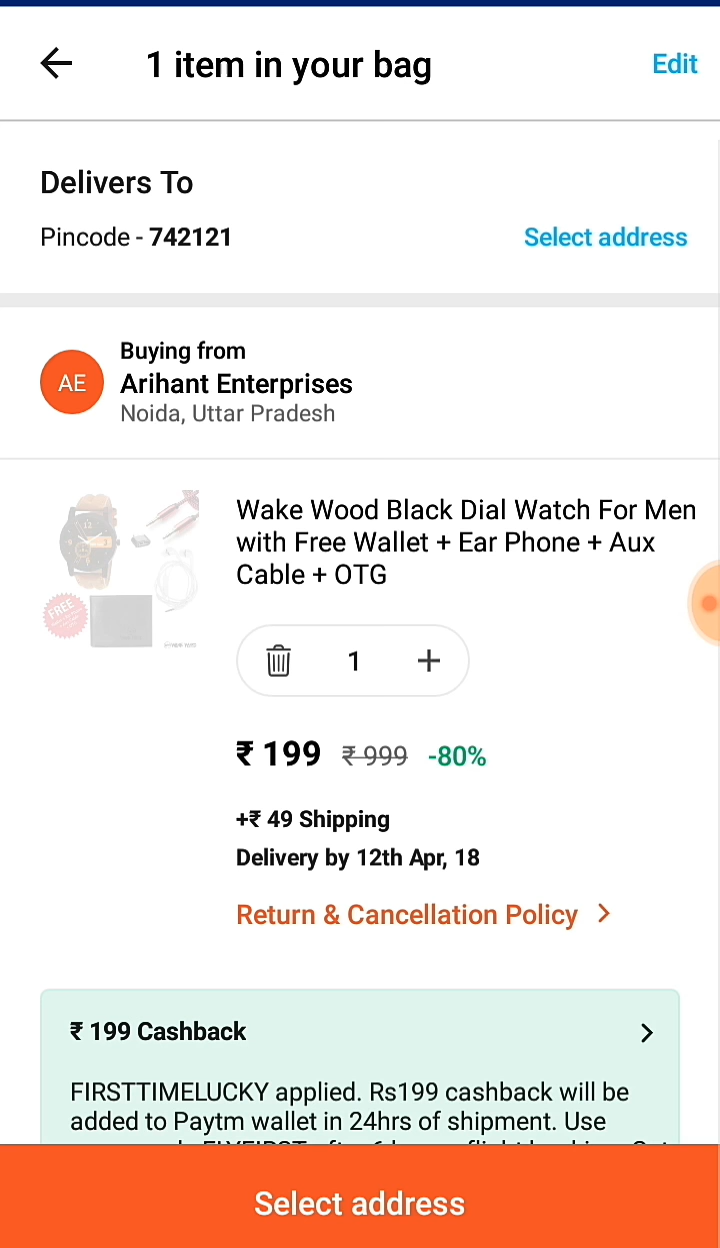 1 item in your bag
Edit
Delivers To
Pincode - 742121
Select address
Buying from
AE
Arihant Enterprises
Noida, Uttar Pradesh
Wake Wood Black Dial Watch For Men
with Free Wallet + Ear Phone + Aux
Cable + OTG
FREE
1
₹ 199 ₹ 999 -80%
+₹ 49 Shipping
Delivery by 12th Apr, 18
Return & Cancellation Policy
₹ 199 Cashback
FIRSTTIMELUCKY applied. Rs199 cashback will be
added to Paytm wallet in 24hrs of shipment. Use
Select address